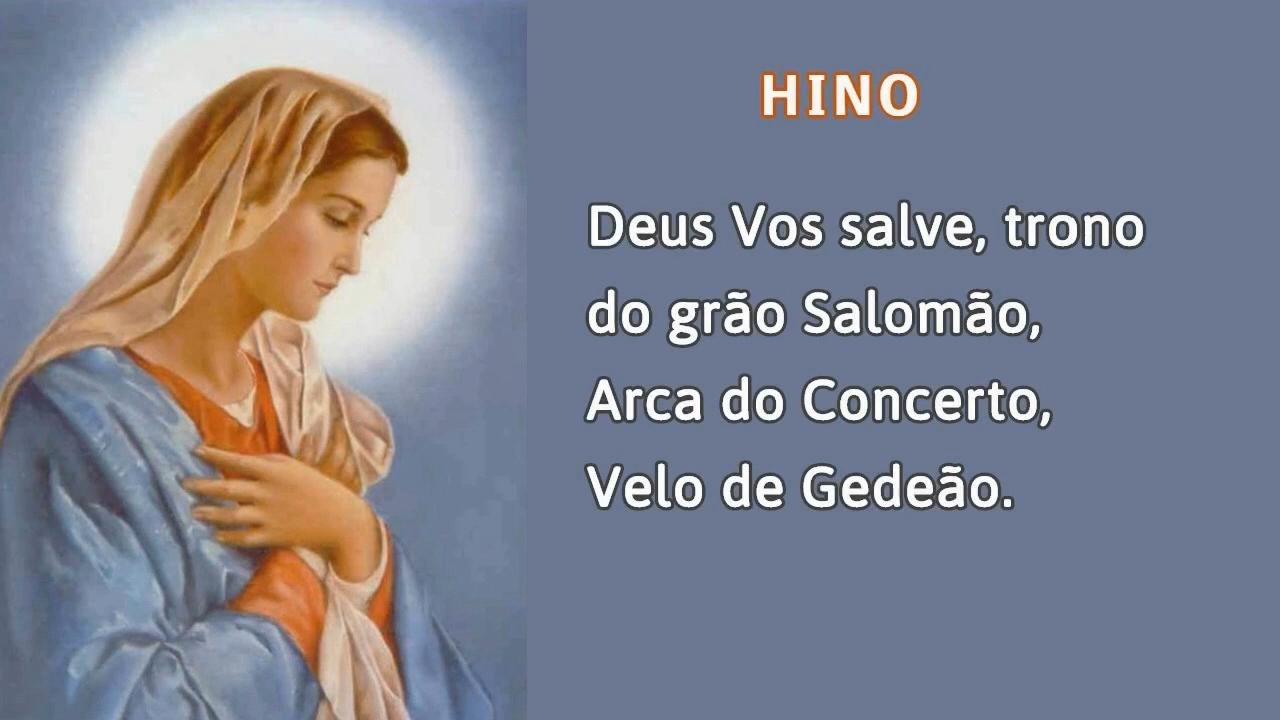 HINO
Deus Vos salve, trono
do grão Salomão,
Arca do Concerto,
Velo de Gedeão.